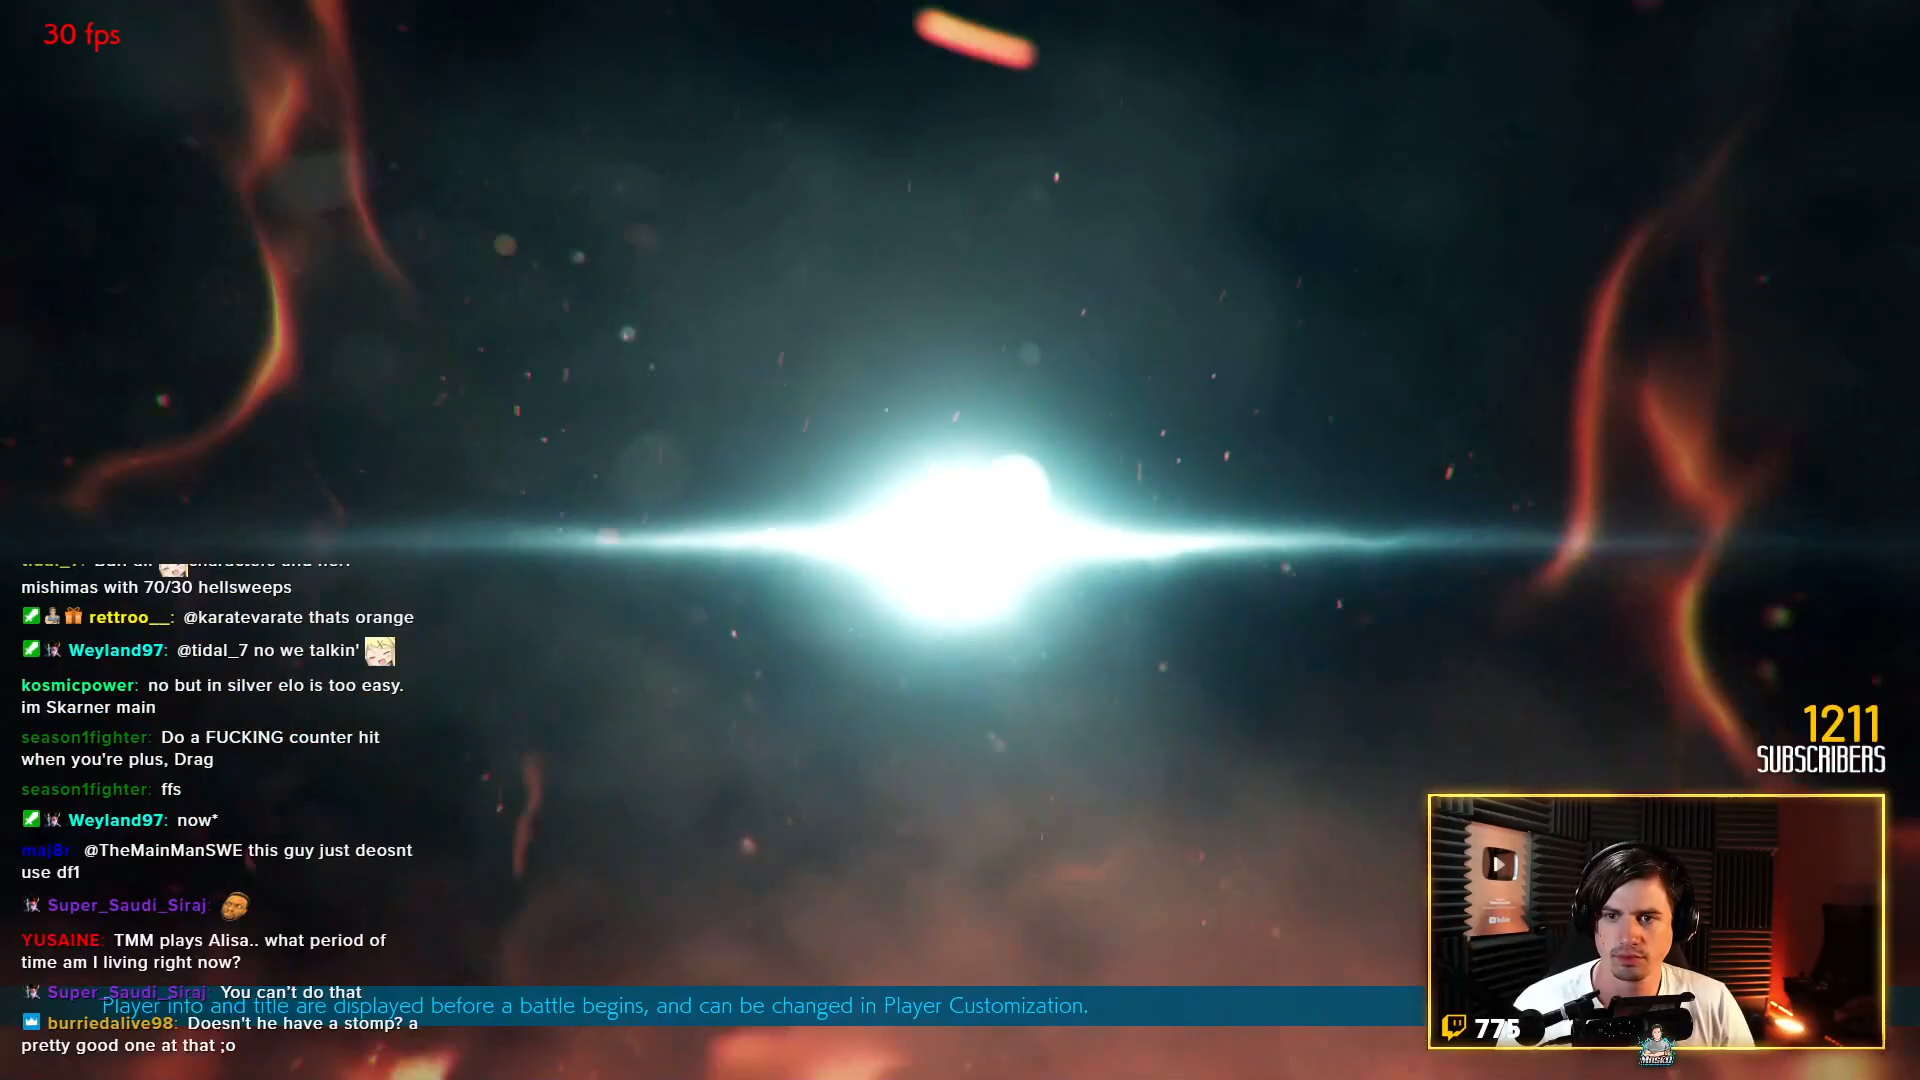 30 fps
mishimas with 70/30 hellsweeps
rettroo__: @karatevarate thats orange
Weyland97: @tidal_7 no we talkin'
kosmicpower: no but in silver elo is too easy.
im Skarner main
season1fighter: Do a FUCKING counter hit
when you're plus, Drag
season1fighter: ffs
Weyland97: now*
maj8r: @TheMainManSWE this guy just deosnt
use df1
Super_Saudi_Siraj:
YUSAINE: TMM plays Alisa.. what period of
time am I living right now?
Super_Saudi_Siraj: You can't do that
Player info and title are displayed before a battle begins, and can be changed in Player Customization.
burriedalive98: Doesn't he have a stomp? a
pretty good one at that ;o
1211
SUBSCRIBERS
775